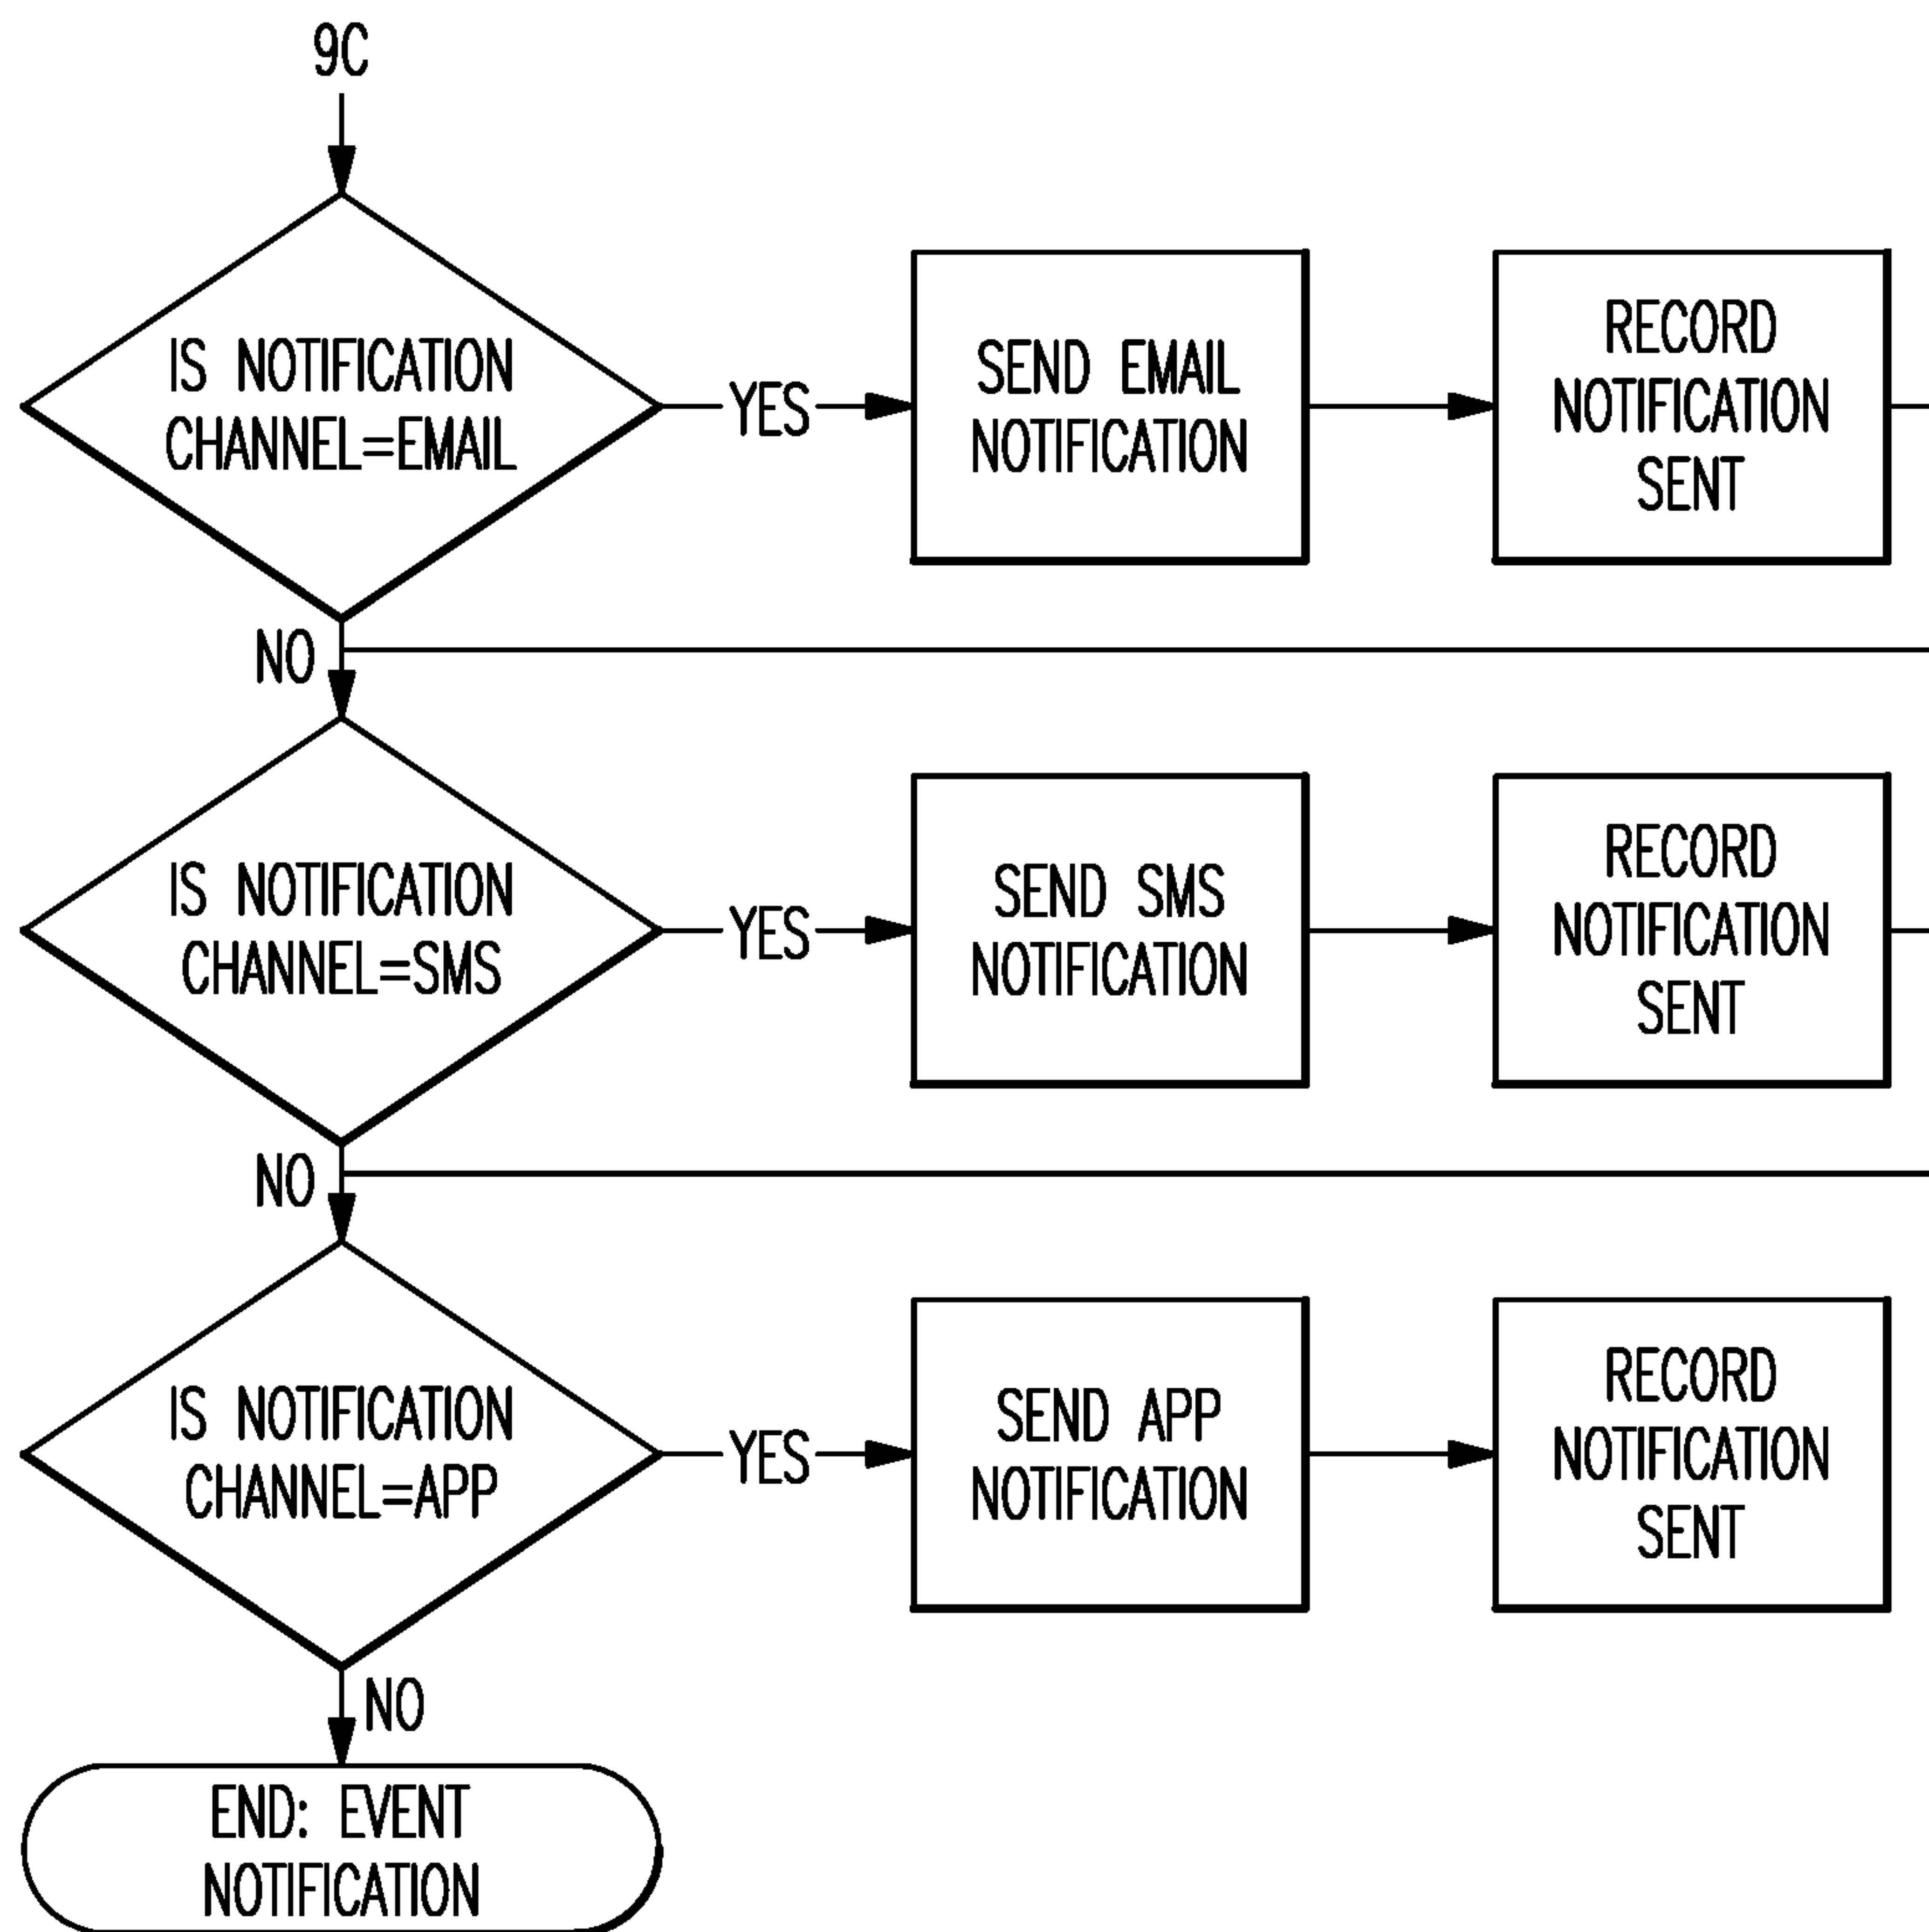 9C
IS NOTIFICATION
CHANNEL=EMAIL
YES
SEND EMAIL
NOTIFICATION
RECORD
NOTIFICATION
SENT
NO
IS NOTIFICATION
CHANNEL=SMS
YES
SEND SMS
NOTIFICATION
RECORD
NOTIFICATION
SENT
NO
IS NOTIFICATION
CHANNEL=APP
YES
SEND APP
NOTIFICATION
RECORD
NOTIFICATION
SENT
NO
END: EVENT
NOTIFICATION